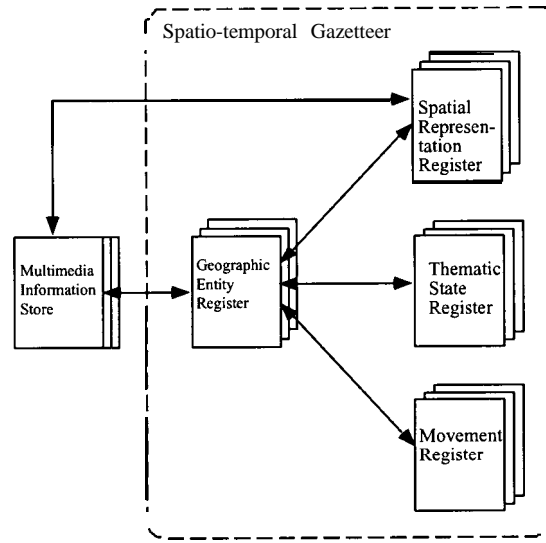 Spatio-temporal Gazetteer
Spatial
Represen-
tation
Register
Multimedia
Information
Store
Geographic
Entity
Register
Thematic
State
Register
Movement
Register